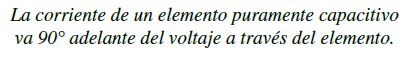 La corriente de un elemento puramente capacitivo
va 90° adelante del voltaje a través del elemento.